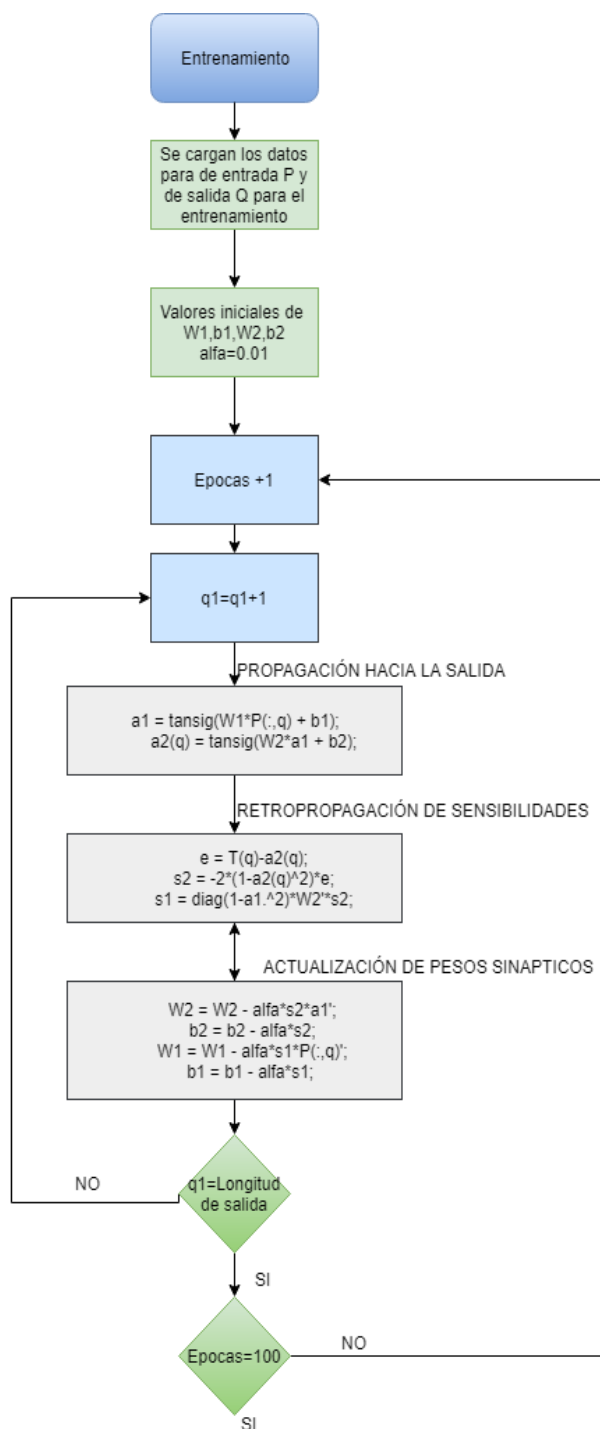 Entrenamiento
Se cargan los datos
para de entrada P y
de salida Q para el
entrenamiento
Valores iniciales de
W1,b1,W2,b2
alfa=0.01
Epocas +1
q1=q1+1
PROPAGACIÓN HACIA LA SALIDA
a1 = tansig(W1*P(:,q) + b1);
a2(q) = tansig(W2*a1 + b2);
RETROPROPAGACIÓN DE SENSIBILIDADES
e = T(q)-a2(q);
s2 = -2*(1-a2(q)^2)*e;
s1 = diag(1-a1.^2)*W2'*s2;
ACTUALIZACIÓN DE PESOS SINAPTICOS
W2 = W2 - alfa*s2*a1';
b2 = b2 - alfa*s2;
W1 = W1 - alfa*s1*P(:,q)';
b1 = b1 - alfa*s1;
q1=Longitud
de salida
NO
SI
Epocas=100
NO
SI